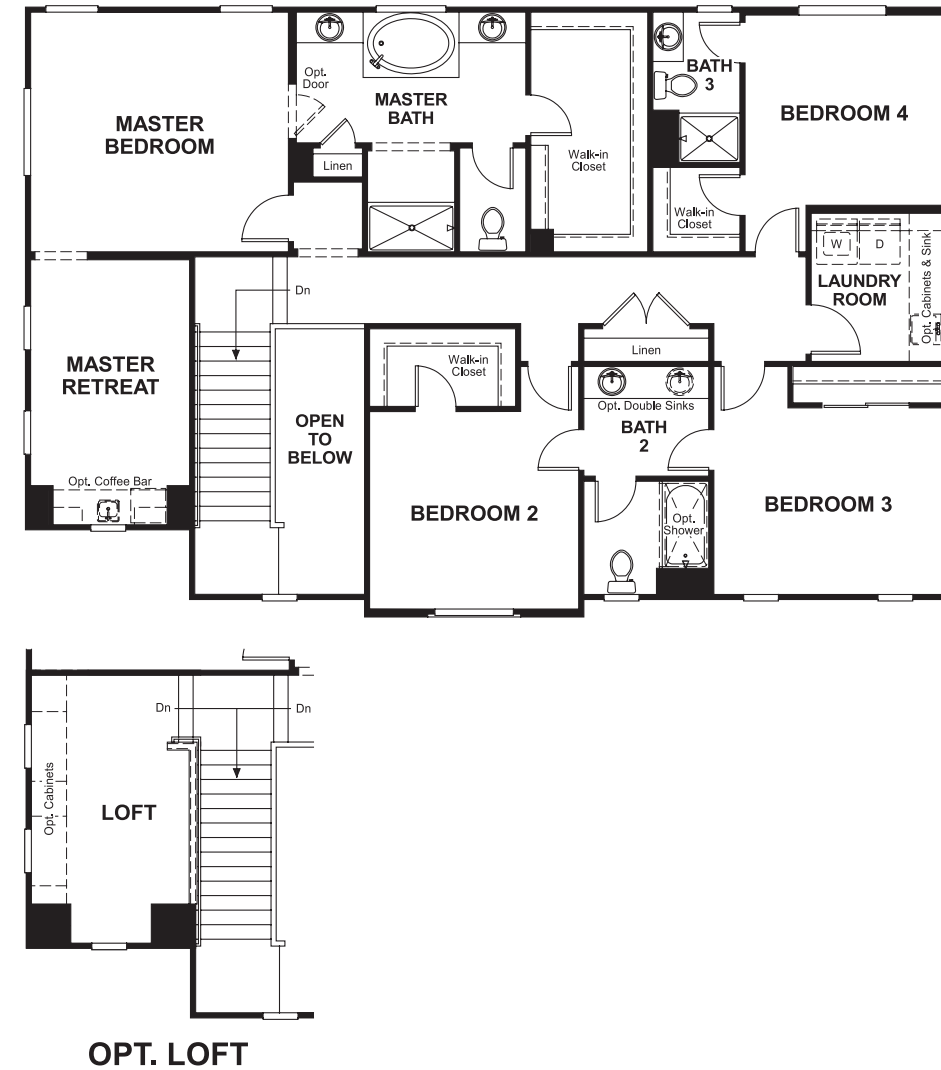 MASTER
BEDROOM
Opt.
Door
MASTER
BATH
Linen
Walk-in
Closet
BATH
3
BEDROOM 4
Walk-in
Closet
W
D
LAUNDRY
ROOM
Opt. Cabinets & Sink
Dn
MASTER
RETREAT
Opt. Coffee Bar
OPEN
TO
BELOW
Walk-in
Closet
Linen
Opt. Double Sinks
BATH
2
Opt.
Shower
BEDROOM 2
BEDROOM 3
Dn
Dn
Opt. Cabinets
LOFT
OPT. LOFT